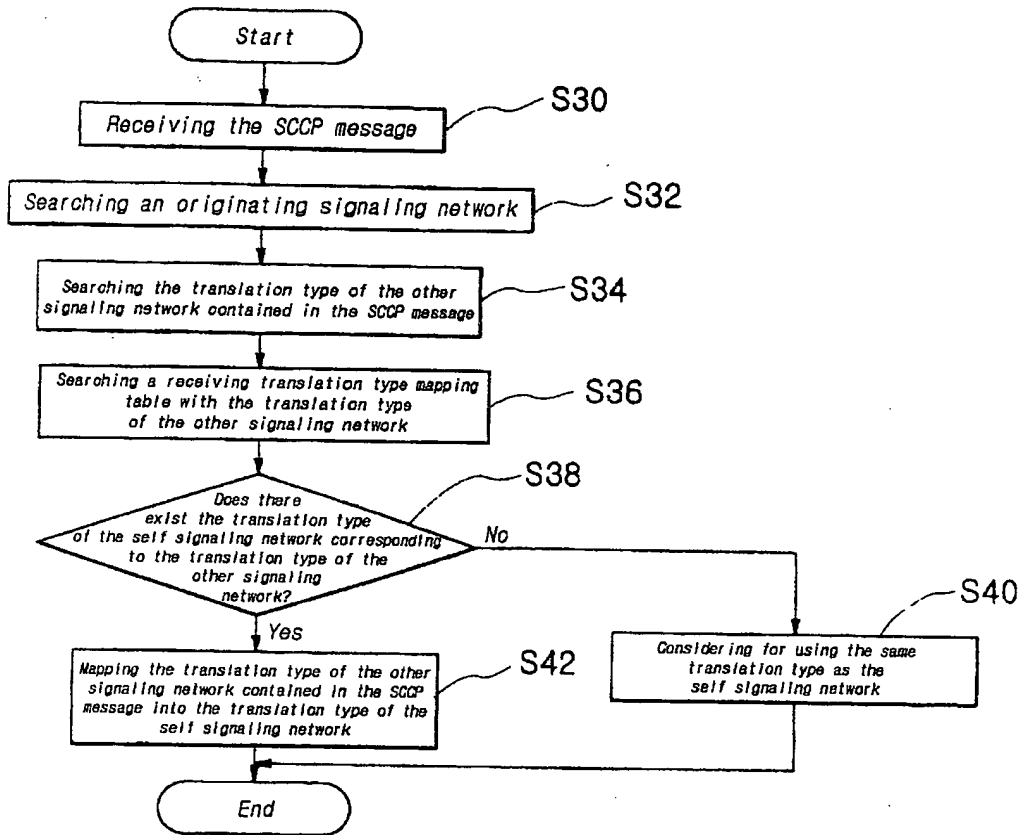 Start
S30
Receiving the SCCP message
S32
Searching an originating signaling network
S34
Searching the translation type of the other
signaling network contained in the SCCP message
S36
Searching a receiving translation type mapping
table with the translation type
of the other signaling network
S38
Does there
exist the translation type
of the self signaling network corresponding
to the translation type of the
other signaling
network?
No
Yes
S40
Considering for using the same
translation type as the
self signaling network
S42
Mapping the translation type of the other
signaling network contained in the SCCP
message into the translation type of the
self signaling network
End